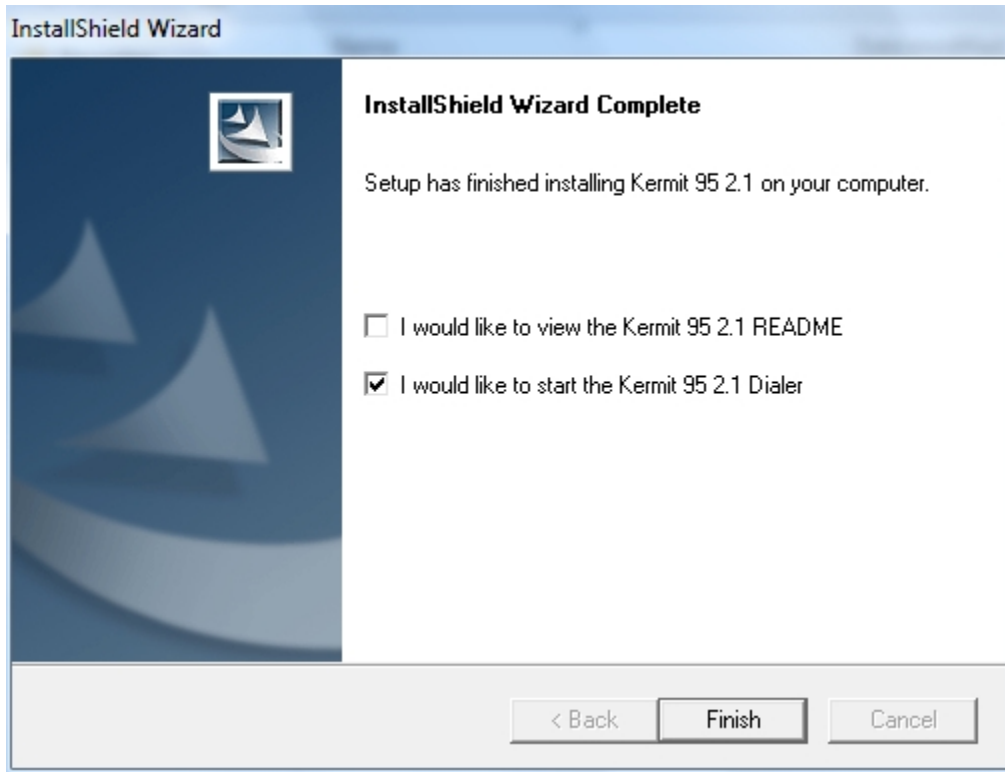 InstallShield Wizard
InstallShield Wizard Complete
Setup has finished installing Kermit 95 2.1 on your computer.
I would like to view the Kermit 95 2.1 README
I would like to start the Kermit 95 2.1 Dialer
< Back Finish Cancel